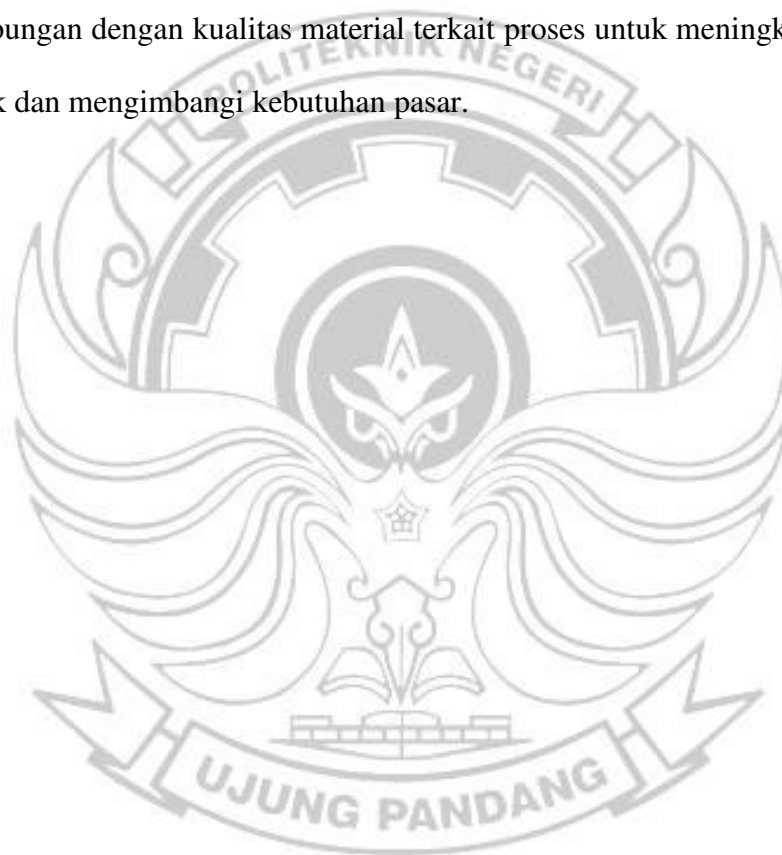 bungan dengan kualitas material terkait proses untuk meningk
POLITEKNIK NEGERI
k dan mengimbangi kebutuhan pasar.
UJUNG PANDANG